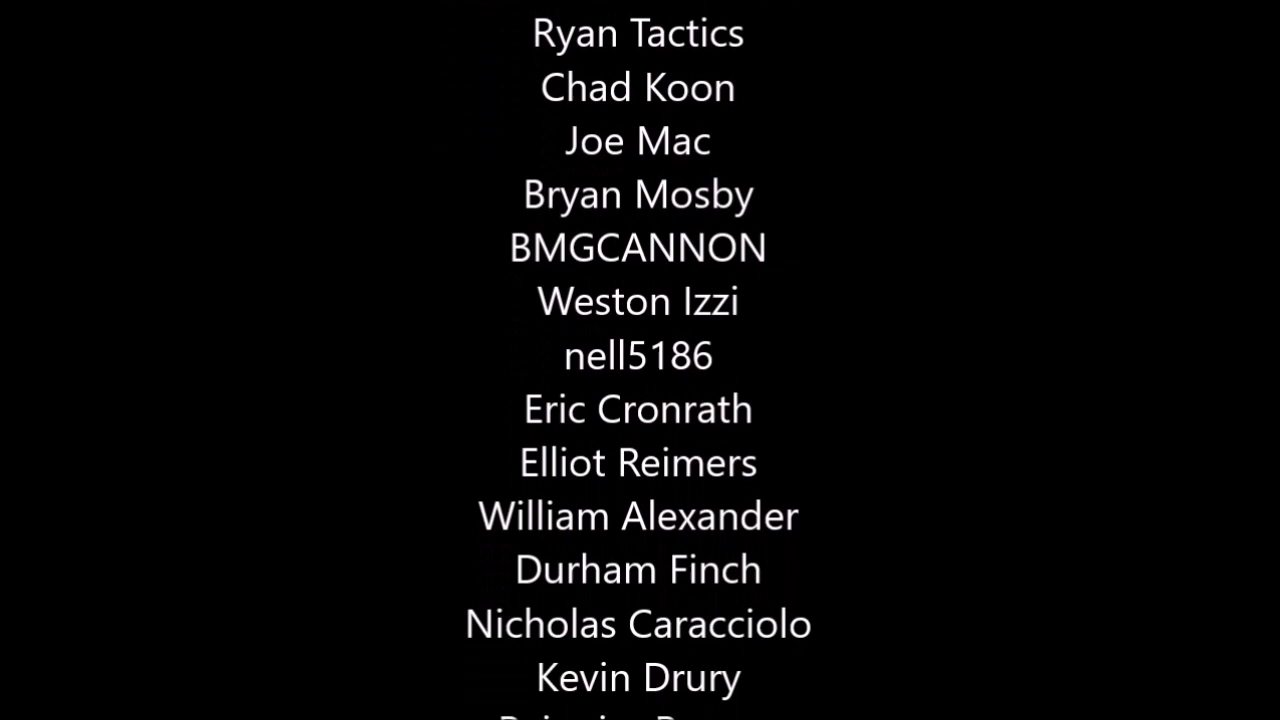 Ryan Tactics
Chad Koon
Joe Mac
Bryan Mosby
BMGCANNON
Weston Izzi
nell5186
Eric Cronrath
Elliot Reimers
William Alexander
Durham Finch
Nicholas Caracciolo
Kevin Drury